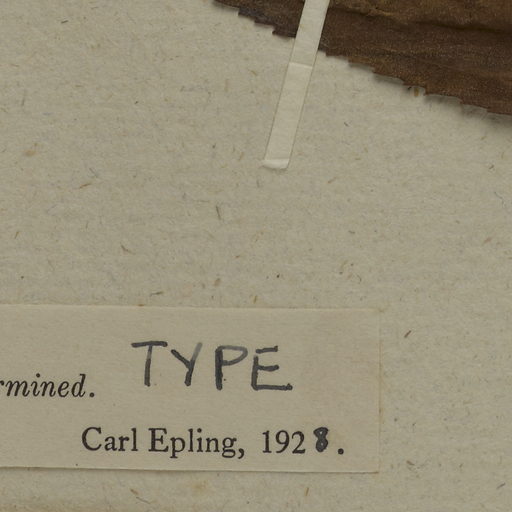 TYPE
rmined.
Carl Epling, 1928.